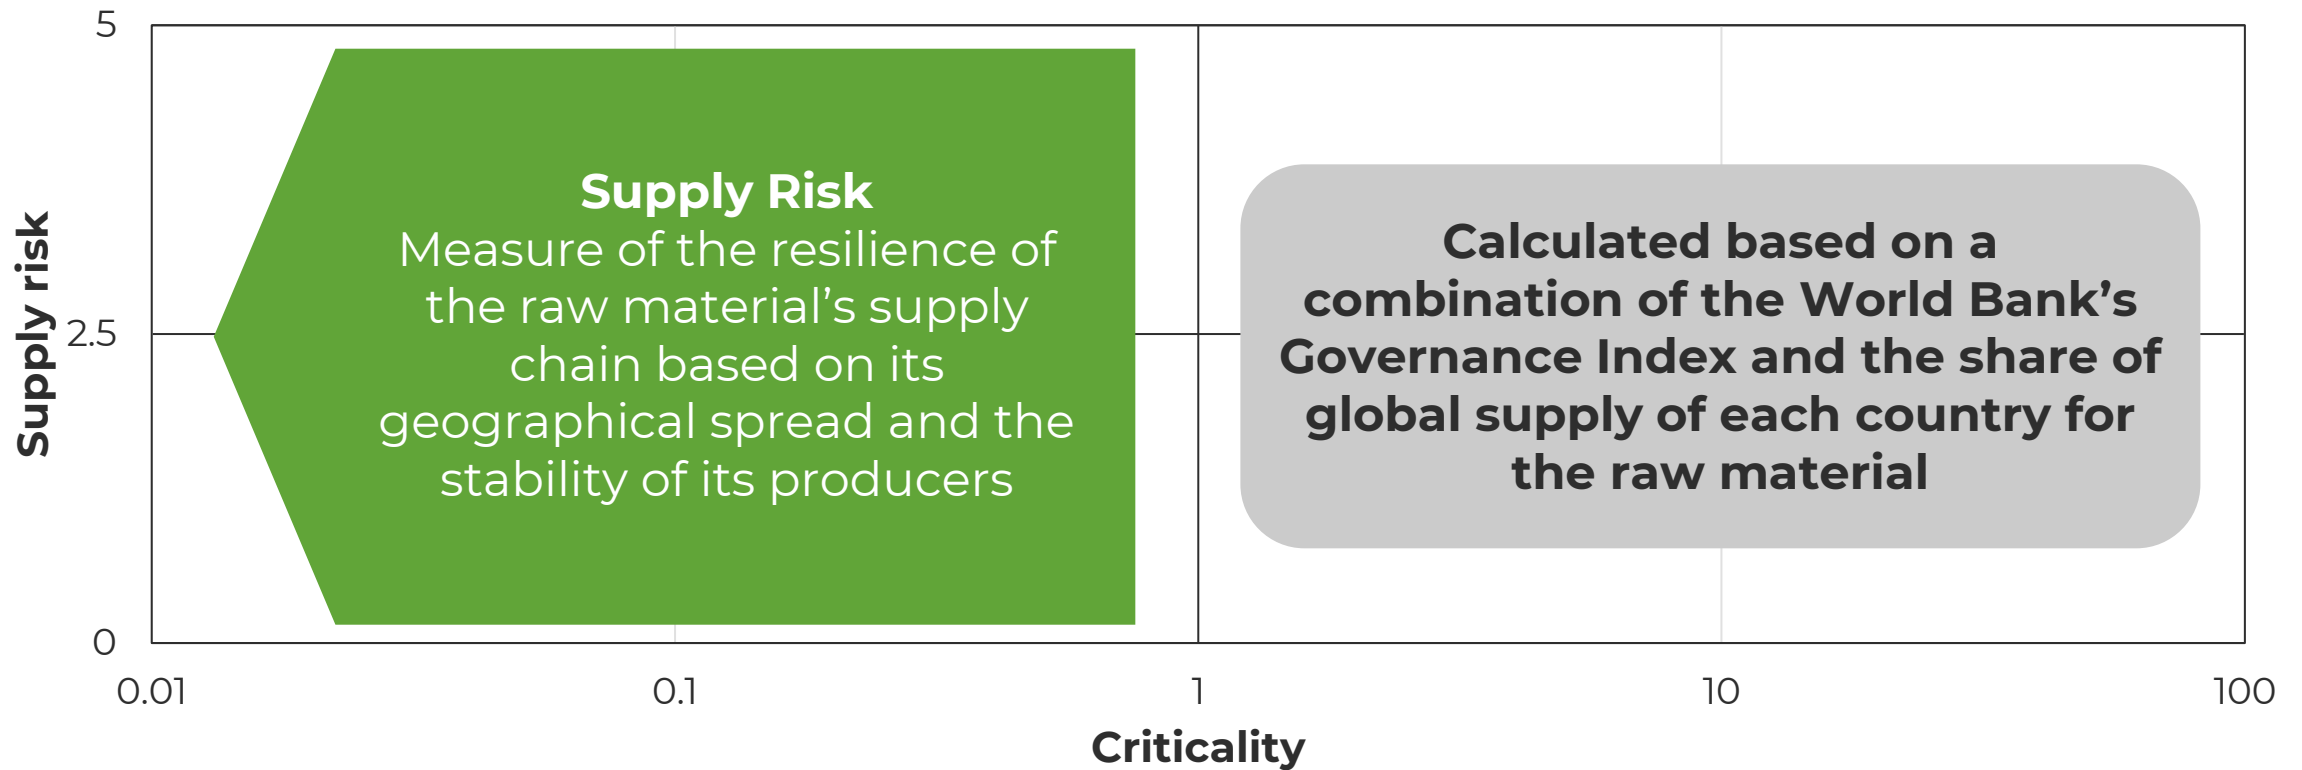 5
Supply Risk
Measure of the resilience of
the raw material’s supply
chain based on its
geographical spread and the
stability of its producers
Calculated based on a
combination of the World Bank’s
Governance Index and the share of
global supply of each country for
the raw material
Supply risk
2.5
0
0.01 0.1 1 10 100
Criticality